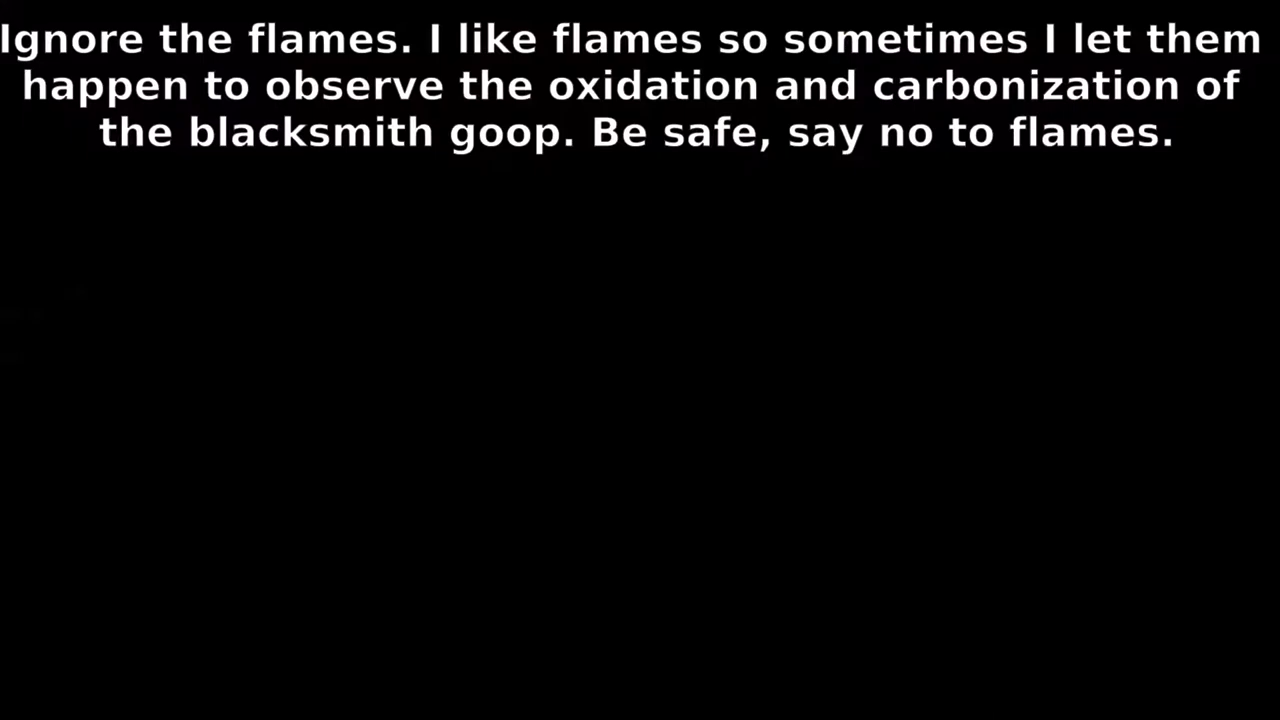 Ignore the flames. I like flames so sometimes I let them
happen to observe the oxidation and carbonization of
the blacksmith goop. Be safe, say no to flames.